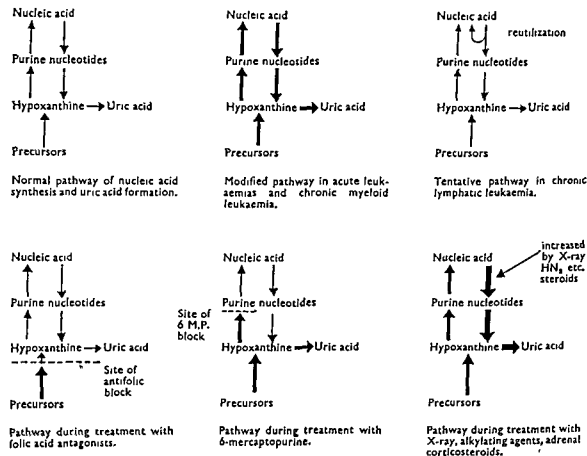 Nucleic acid
Purine nucleotides
Hypoxanthine Uric acid
Precursors
Normal pathway of nucleic acid
synthesis and uric acid formation.
Nucleic acid
Purine nucleotides
Hypoxanthine Uric acid
Precursors
Modified pathway in acute leuk-
aemias and chronic myeloid
leukaemia.
Nucleic acid
reutilization
Purine nucleotides
Hypoxanthine Uric acid
Precursors
Tentative pathway in chronic
lymphatic leukaemia.
Nucleic acid
Purine nucleotides
Hypoxanthine Uric acid
Site of
antifolic
block
Precursors
Pathway during treatment with
folic acid antagonists.
Nucleic acid
Purine nucleotides
Site of
6 M.P.
block
Hypoxanthine Uric acid
Precursors
Pathway during treatment with
6-mercaptopurine.
Nucleic acid
increased
by X-ray
HN₂ etc.
steroids
Purine nucleotides
Hypoxanthine Uric acid
Precursors
Pathway during treatment with
X-ray, alkylating agents, adrenal
corticosteroids.